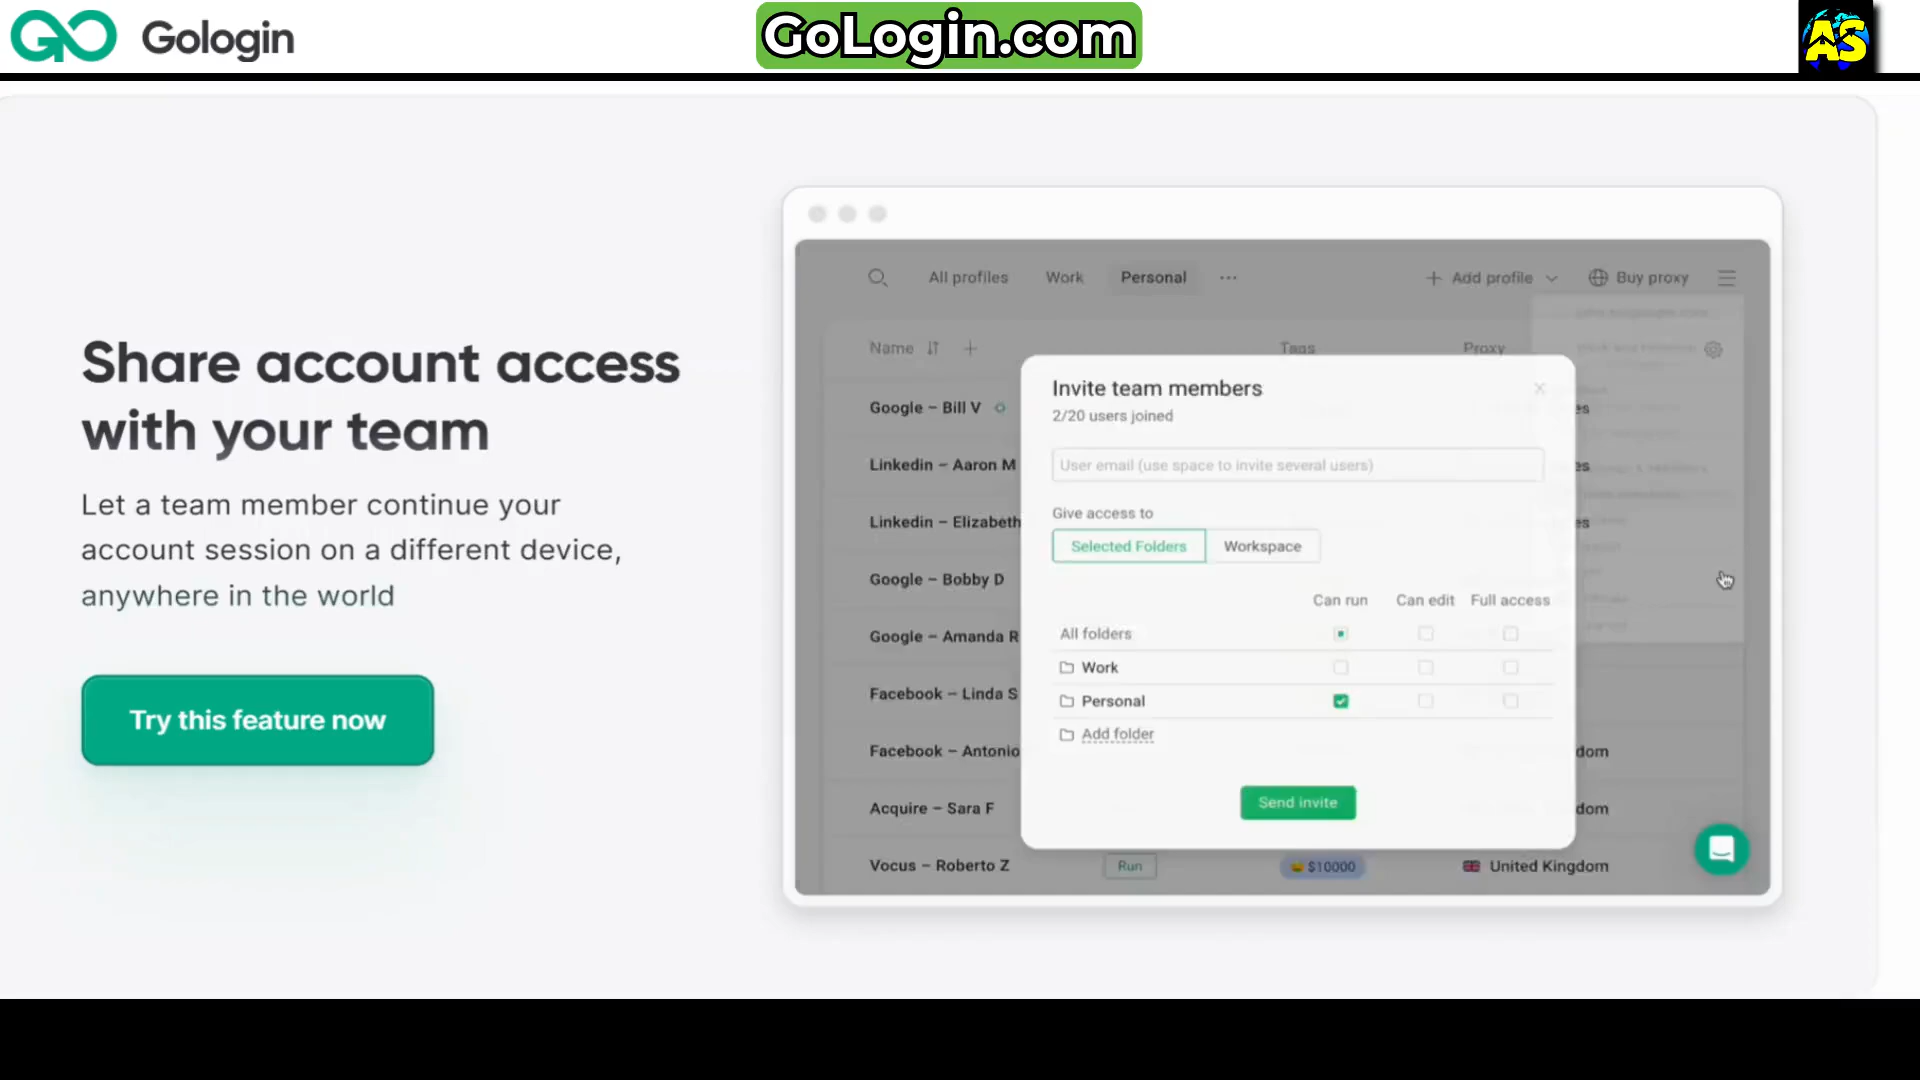 Gologin
GoLogin.com
AS
Share account access
with your team
Let a team member continue your
account session on a different device,
anywhere in the world
Try this feature now
All profiles Work Personal ... Add profile Buy proxy
Name Tags Proxy
Google – Bill V
Linkedin – Aaron M
Linkedin – Elizabeth
Google – Bobby D
Google – Amanda R
Facebook – Linda S
Facebook – Antonio
Acquire – Sara F
Vocus – Roberto Z Run $10000 United Kingdom
es
es
es
dom
dom
Invite team members
2/20 users joined
User email (use space to invite several users)
Give access to
Selected Folders Workspace
Can run Can edit Full access
All folders
Work
Personal
Add folder
Send invite